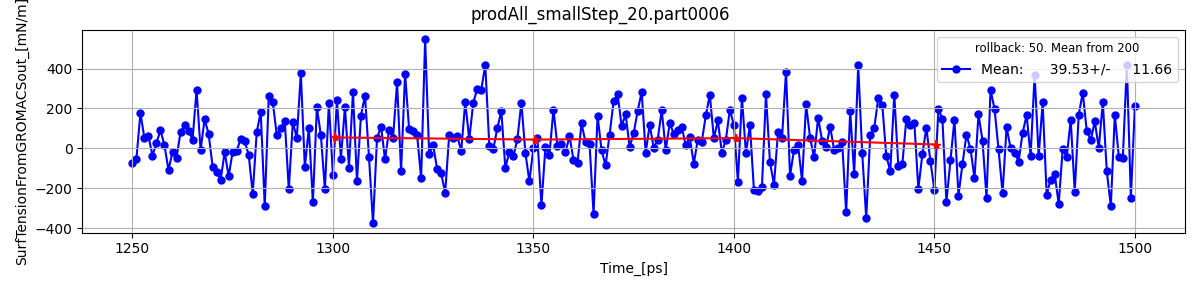 prodAll_smallStep_20.part0006
SurfTensionFromGROMACSout_[mN/m]
400
200
0
−200
−400
rollback: 50. Mean from 200
Mean: 39.53+/- 11.66
1250 1300 1350 1400 1450 1500
Time_[ps]